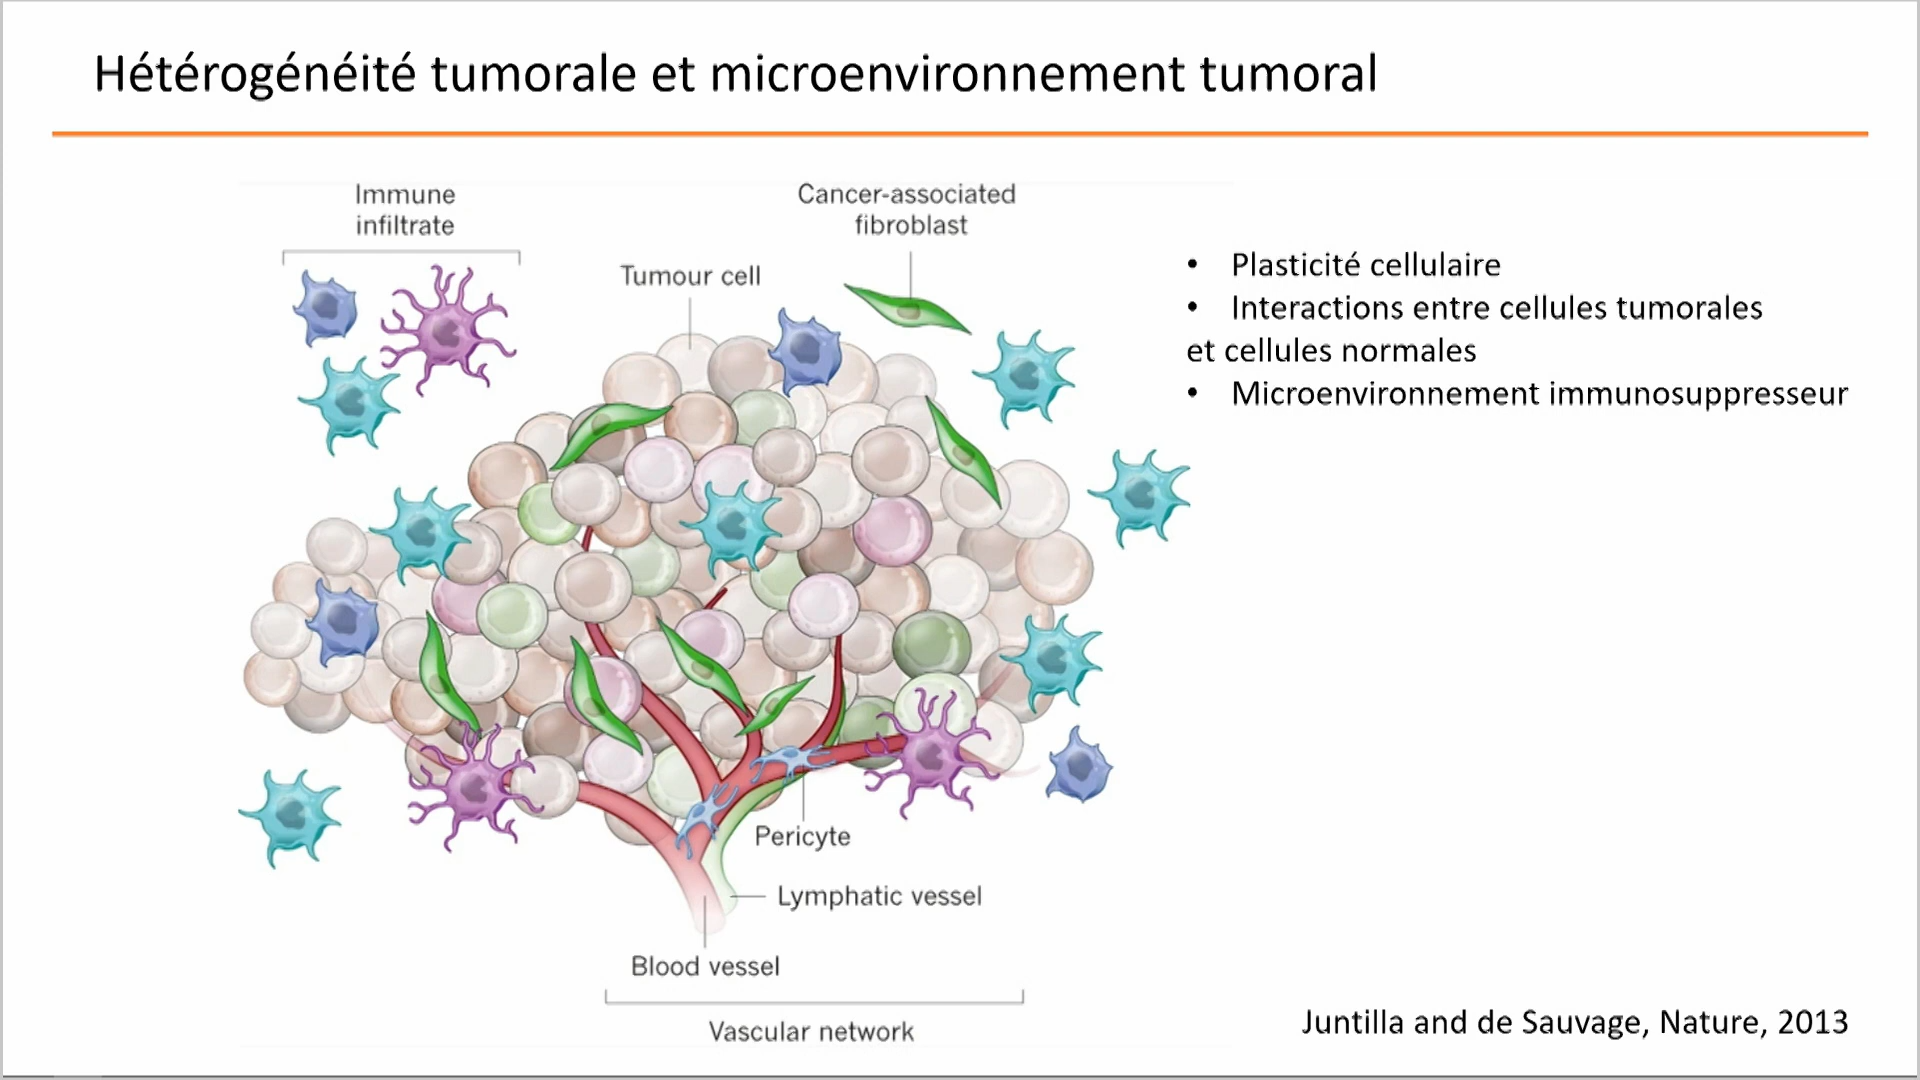 Hétérogénéité tumorale et microenvironnement tumoral
Immune
infiltrate
Cancer-associated
fibroblast
Tumour cell
• Plasticité cellulaire
• Interactions entre cellules tumorales
et cellules normales
• Microenvironnement immunosuppresseur
Pericyte
Lymphatic vessel
Blood vessel
Vascular network
Juntilla and de Sauvage, Nature, 2013